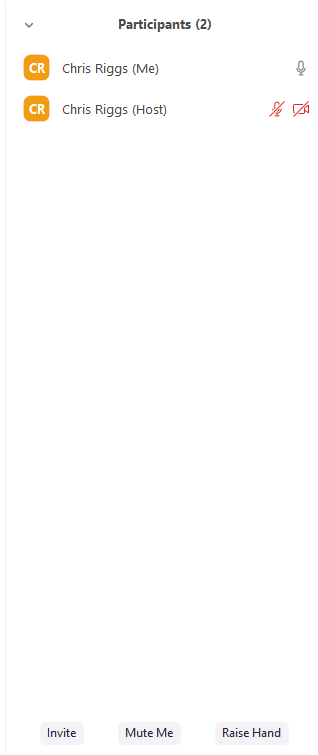 Participants (2)
CR Chris Riggs (Me)
CR Chris Riggs (Host)
Invite Mute Me Raise Hand